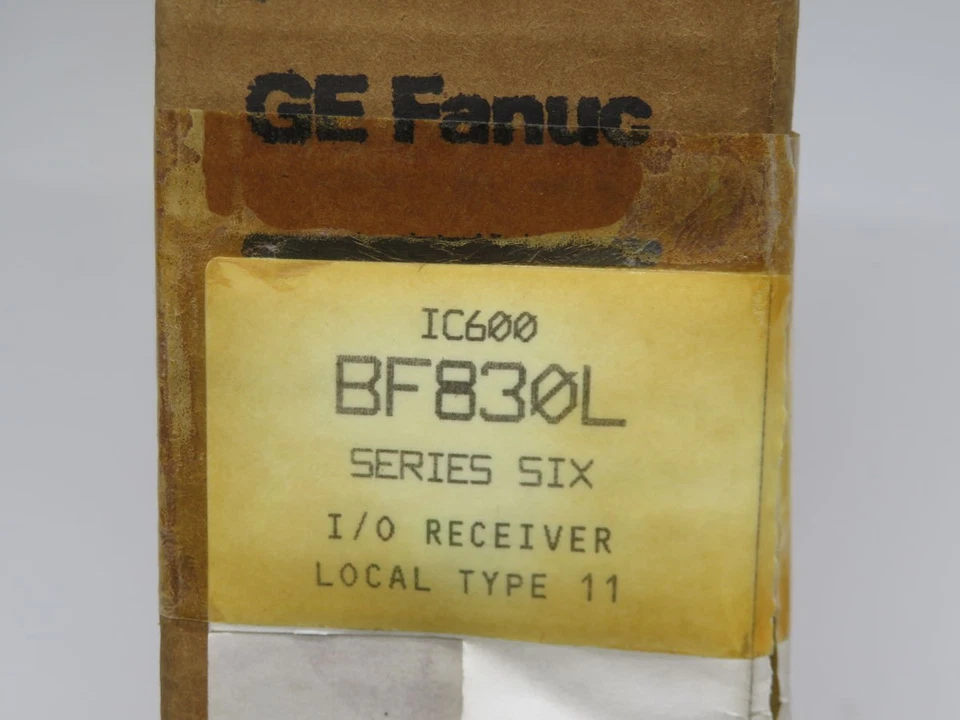 GE Fanuc
IC600
BF830L
SERIES SIX
I/O RECEIVER
LOCAL TYPE 11